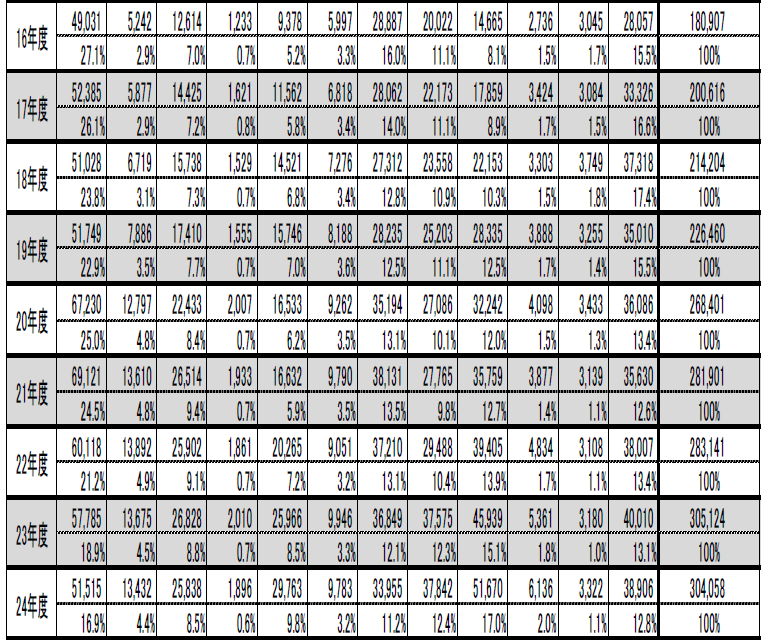 16年度 49,031 5,242 12,614 1,233 9,378 5,997 28,887 20,022 14,665 2,736 3,045 28,057 180,907
27.1% 2.9% 7.0% 0.7% 5.2% 3.3% 16.0% 11.1% 8.1% 1.5% 1.7% 15.5% 100%
17年度 52,385 5,877 14,425 1,621 11,562 6,818 28,062 22,173 17,859 3,424 3,084 33,326 200,616
26.1% 2.9% 7.2% 0.8% 5.8% 3.4% 14.0% 11.1% 8.9% 1.7% 1.5% 16.6% 100%
18年度 51,028 6,719 15,738 1,529 14,521 7,276 27,312 23,558 22,153 3,303 3,749 37,318 214,204
23.8% 3.1% 7.3% 0.7% 6.8% 3.4% 12.8% 10.9% 10.3% 1.5% 1.8% 17.4% 100%
19年度 51,749 7,886 17,410 1,555 15,746 8,188 28,235 25,203 28,335 3,888 3,255 35,010 226,460
22.9% 3.5% 7.7% 0.7% 7.0% 3.6% 12.5% 11.1% 12.5% 1.7% 1.4% 15.5% 100%
20年度 67,230 12,797 22,433 2,007 16,533 9,262 35,194 27,086 32,242 4,098 3,433 36,086 268,401
25.0% 4.8% 8.4% 0.7% 6.2% 3.5% 13.1% 10.1% 12.0% 1.5% 1.3% 13.4% 100%
21年度 69,121 13,610 26,514 1,933 16,632 9,790 38,131 27,765 35,759 3,877 3,139 35,630 281,901
24.5% 4.8% 9.4% 0.7% 5.9% 3.5% 13.5% 9.8% 12.7% 1.4% 1.1% 12.6% 100%
22年度 60,118 13,892 25,902 1,861 20,265 9,051 37,210 29,488 39,405 4,834 3,108 38,007 283,141
21.2% 4.9% 9.1% 0.7% 7.2% 3.2% 13.1% 10.4% 13.9% 1.7% 1.1% 13.4% 100%
23年度 57,785 13,675 26,828 2,010 25,966 9,946 36,849 37,575 45,939 5,361 3,180 40,010 305,124
18.9% 4.5% 8.8% 0.7% 8.5% 3.3% 12.1% 12.3% 15.1% 1.8% 1.0% 13.1% 100%
24年度 51,515 13,432 25,838 1,896 29,763 9,783 33,955 37,842 51,670 6,136 3,322 38,906 304,058
16.9% 4.4% 8.5% 0.6% 9.8% 3.2% 11.2% 12.4% 17.0% 2.0% 1.1% 12.8% 100%